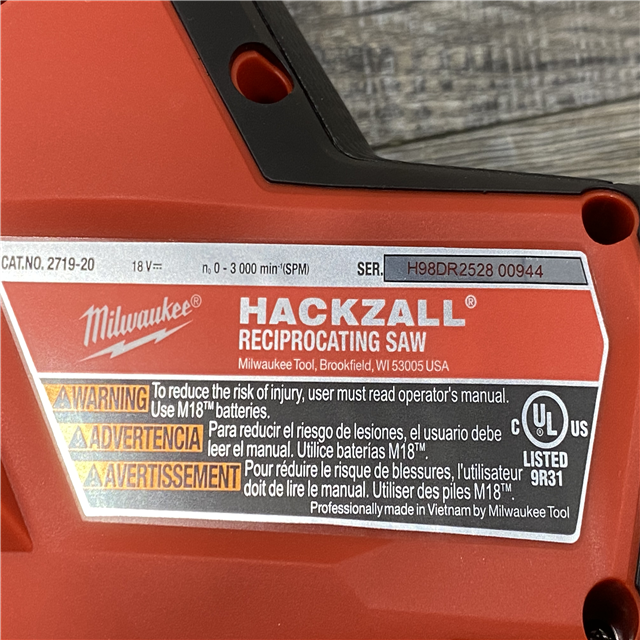 CAT.NO. 2719-20 18 V⎓ n₀ 0 - 3 000 min⁻¹(SPM) SER. H98DR2528 00944
Milwaukee® HACKZALL®
RECIPROCATING SAW
Milwaukee Tool, Brookfield, WI 53005 USA
WARNING To reduce the risk of injury, user must read operator's manual.
Use M18™ batteries.
ADVERTENCIA Para reducir el riesgo de lesiones, el usuario debe
leer el manual. Utilice baterías M18™.
AVERTISSEMENT Pour réduire le risque de blessures, l'utilisateur
doit de lire le manual. Utiliser des piles M18™.
C UL US
LISTED
9R31
Professionally made in Vietnam by Milwaukee Tool